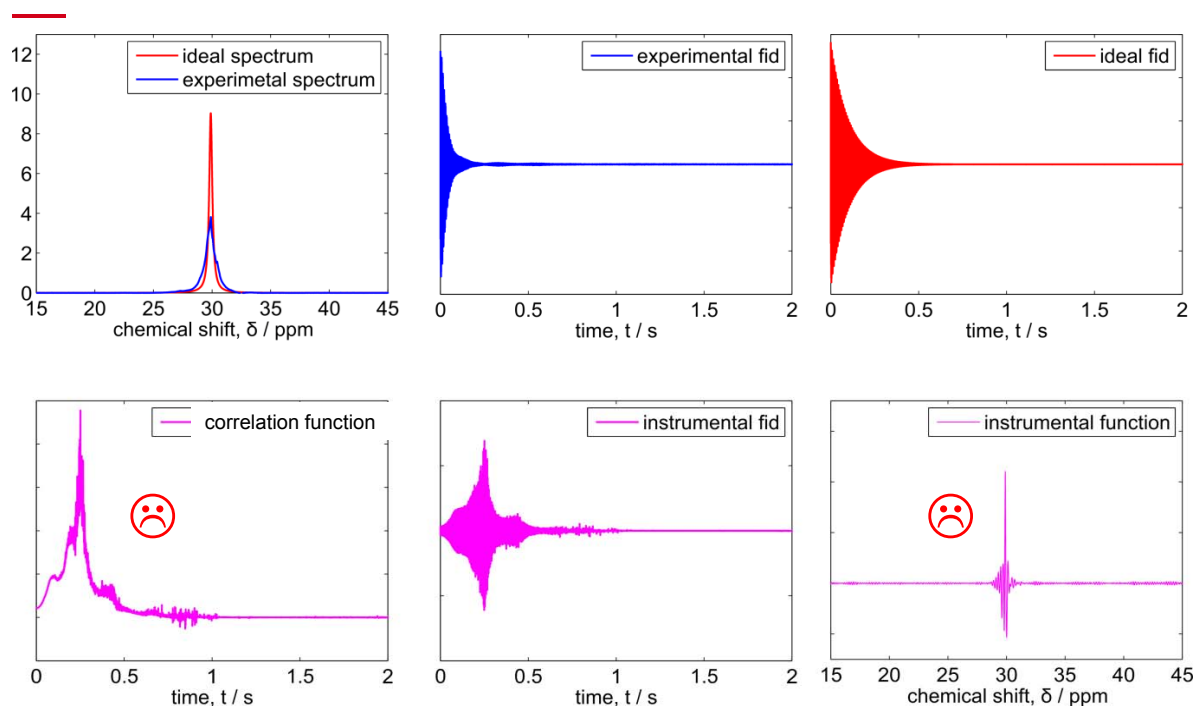 ideal spectrum
experimetal spectrum
12
10
8
6
4
2
0
15 20 25 30 35 40 45
chemical shift, δ / ppm
experimental fid
0 0.5 1 1.5 2
time, t / s
ideal fid
0 0.5 1 1.5 2
time, t / s
correlation function
0 0.5 1 1.5 2
time, t / s
instrumental fid
0 0.5 1 1.5 2
time, t / s
instrumental function
15 20 25 30 35 40 45
chemical shift, δ / ppm